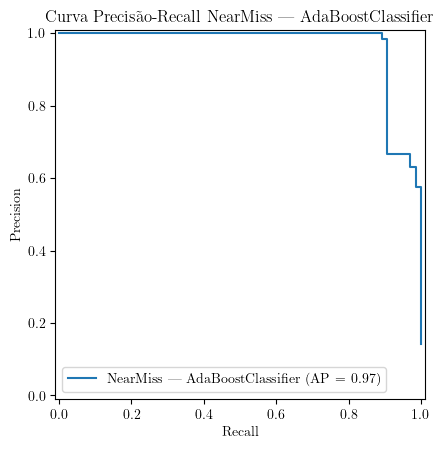 Curva Precisão-Recall NearMiss — AdaBoostClassifier
1.0
0.8
0.6
0.4
0.2
0.0
Precision
NearMiss — AdaBoostClassifier (AP = 0.97)
0.0 0.2 0.4 0.6 0.8 1.0
Recall